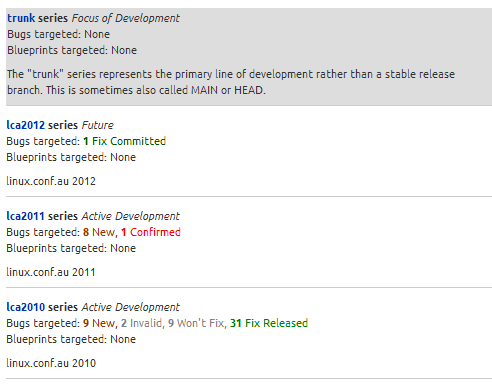 trunk series Focus of Development
Bugs targeted: None
Blueprints targeted: None
The "trunk" series represents the primary line of development rather than a stable release
branch. This is sometimes also called MAIN or HEAD.
lca2012 series Future
Bugs targeted: 1 Fix Committed
Blueprints targeted: None
linux.conf.au 2012
lca2011 series Active Development
Bugs targeted: 8 New, 1 Confirmed
Blueprints targeted: None
linux.conf.au 2011
lca2010 series Active Development
Bugs targeted: 9 New, 2 Invalid, 9 Won't Fix, 31 Fix Released
Blueprints targeted: None
linux.conf.au 2010